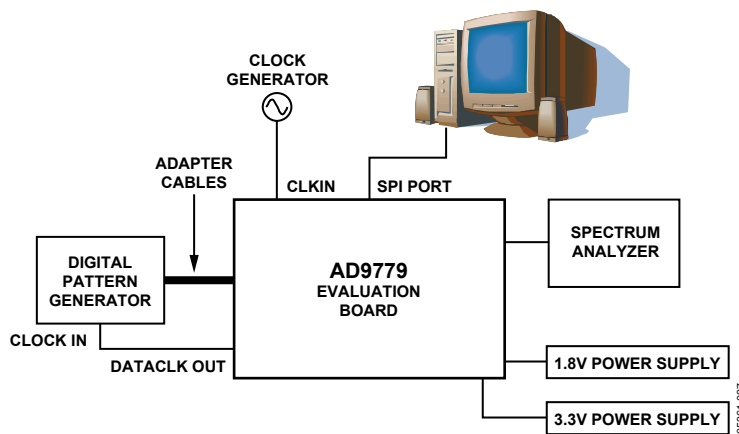 CLOCK
GENERATOR
ADAPTER
CABLES
CLKIN
SPI PORT
DIGITAL
PATTERN
GENERATOR
AD9779
EVALUATION
BOARD
SPECTRUM
ANALYZER
CLOCK IN
DATACLK OUT
1.8V POWER SUPPLY
3.3V POWER SUPPLY